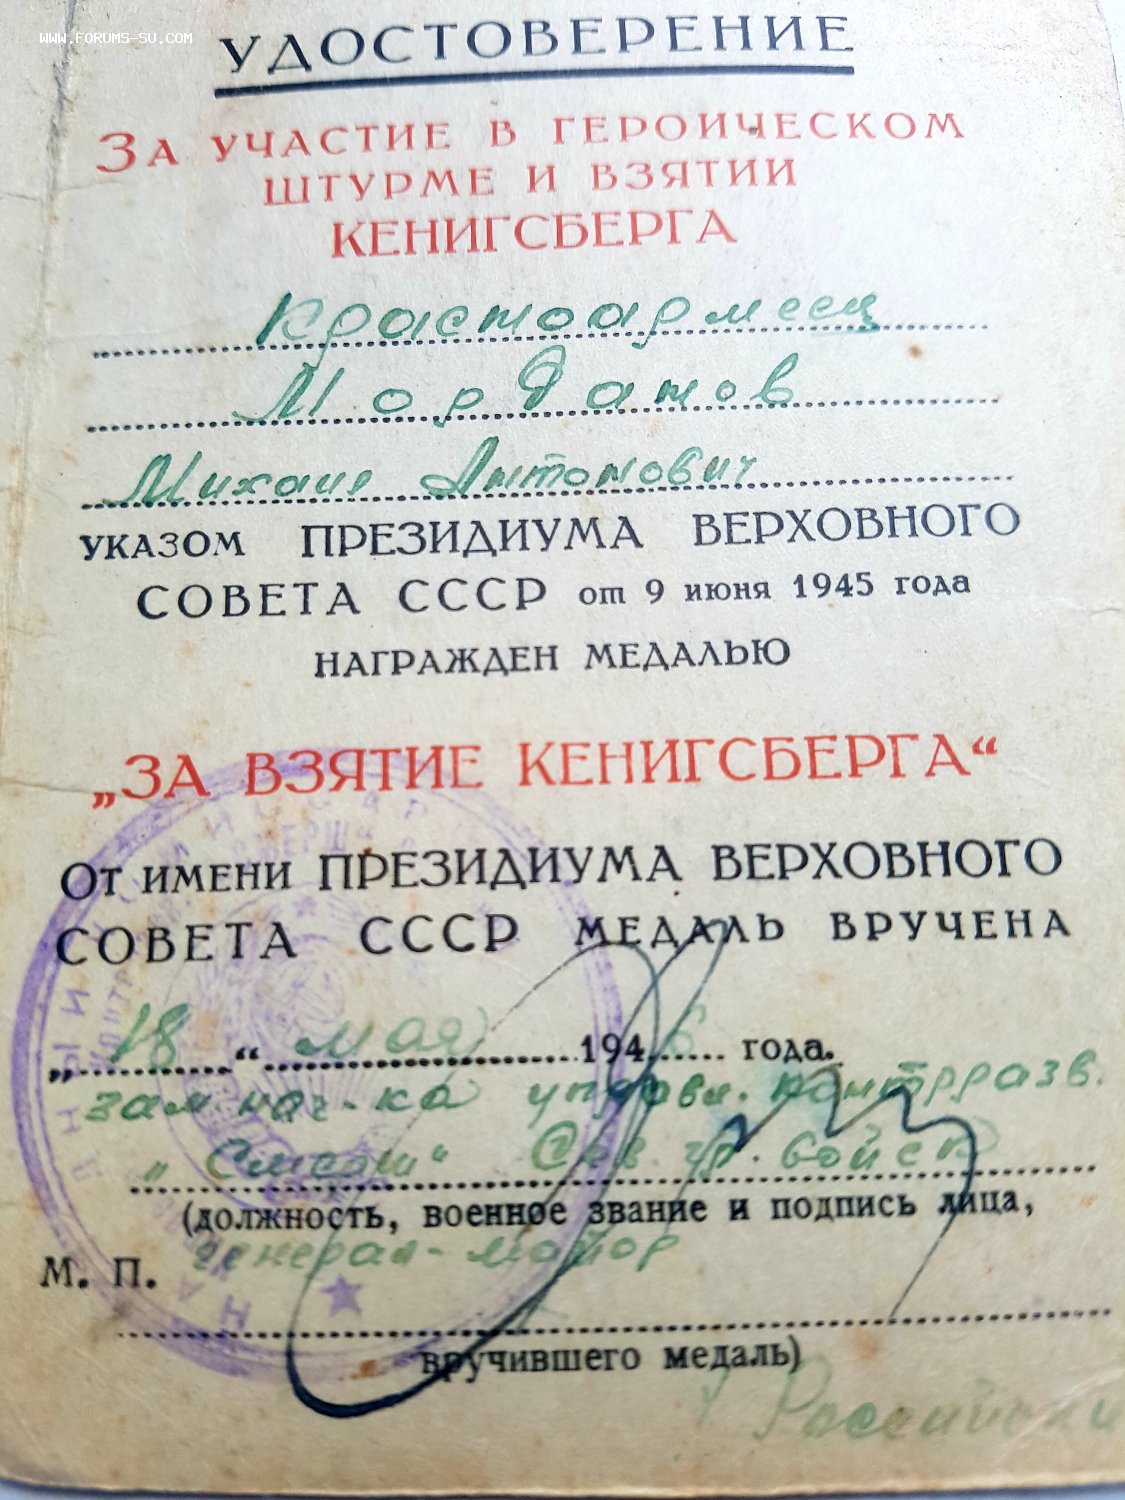 WWW.FORUMS-SU.COM
УДОСТОВЕРЕНИЕ
ЗА УЧАСТИЕ В ГЕРОИЧЕСКОМ
ШТУРМЕ И ВЗЯТИИ
КЕНИГСБЕРГА
Красноармеец
Морданов
Михаил Антонович
УКАЗОМ ПРЕЗИДИУМА ВЕРХОВНОГО
СОВЕТА СССР от 9 июня 1945 года
НАГРАЖДЕН МЕДАЛЬЮ
„ЗА ВЗЯТИЕ КЕНИГСБЕРГА“
ОТ ИМЕНИ ПРЕЗИДИУМА ВЕРХОВНОГО
СОВЕТА СССР МЕДАЛЬ ВРУЧЕНА
„18“ мая 1946 года.
зам. нач-ка управл. контрразв.
„Смерш“ Сев. гр. войск
(должность, военное звание и подпись лица,
генерал-майор
М. П.
вручившего медаль)